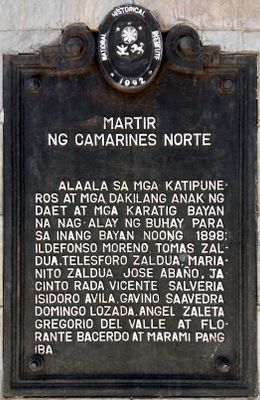 NATIONAL HISTORICAL INSTITUTE
1992
MARTIR
NG CAMARINES NORTE
ALAALA SA MGA KATIPUNE-
ROS AT MGA DAKILANG ANAK NG
DAET AT MGA KARATIG BAYAN
NA NAG-ALAY NG BUHAY PARA
SA INANG BAYAN NOONG 1898:
ILDEFONSO MORENO, TOMAS ZAL-
DUA, TELESFORO ZALDUA, MARIA-
NITO ZALDUA, JOSE ABAÑO, JA
CINTO RADA, VICENTE SALVERIA
ISIDORO AVILA, GAVINO SAAVEDRA
DOMINGO LOZADA, ANGEL ZALETA
GREGORIO DEL VALLE AT FLO-
RANTE BACERDO AT MARAMI PANG
IBA.